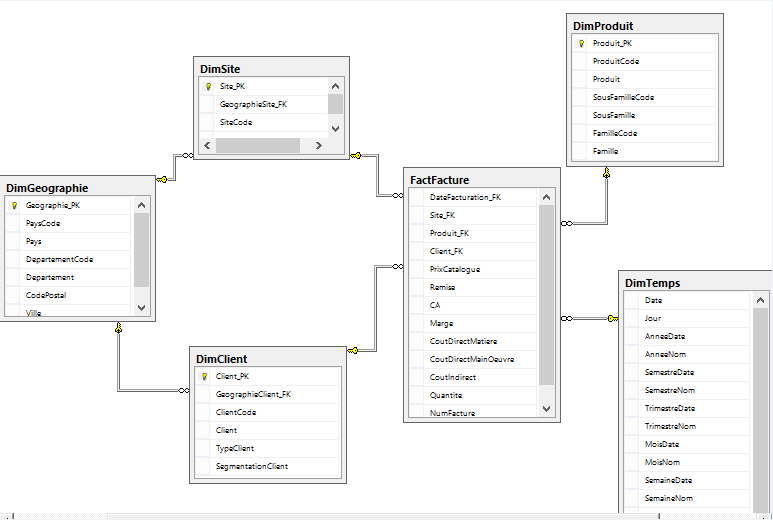 DimProduit
Produit_PK
ProduitCode
Produit
SousFamilleCode
SousFamille
FamilleCode
Famille
DimSite
Site_PK
GeographieSite_FK
SiteCode
DimGeographie
Geographie_PK
PaysCode
Pays
DepartementCode
Departement
CodePostal
Ville
FactFacture
DateFacturation_FK
Site_FK
Produit_FK
Client_FK
PrixCatalogue
Remise
CA
Marge
CoutDirectMatiere
CoutDirectMainOeuvre
CoutIndirect
Quantite
NumFacture
DimTemps
Date
Jour
AnneeDate
AnneeNom
SemestreDate
SemestreNom
TrimestreDate
TrimestreNom
MoisDate
MoisNom
SemaineDate
SemaineNom
DimClient
Client_PK
GeographieClient_FK
ClientCode
Client
TypeClient
SegmentationClient